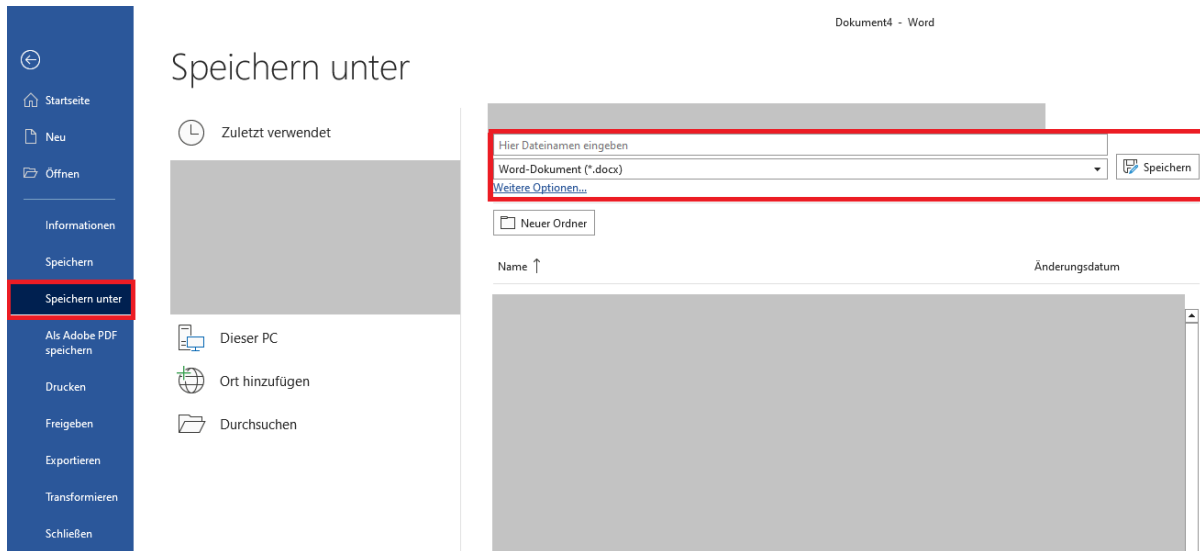 Dokument4 - Word
Speichern unter
Startseite
Neu
Öffnen
Informationen
Speichern
Speichern unter
Als Adobe PDF
speichern
Drucken
Freigeben
Exportieren
Transformieren
Schließen
Zuletzt verwendet
Dieser PC
Ort hinzufügen
Durchsuchen
Hier Dateinamen eingeben
Word-Dokument (*.docx)
Speichern
Weitere Optionen...
Neuer Ordner
Name ↑
Änderungsdatum